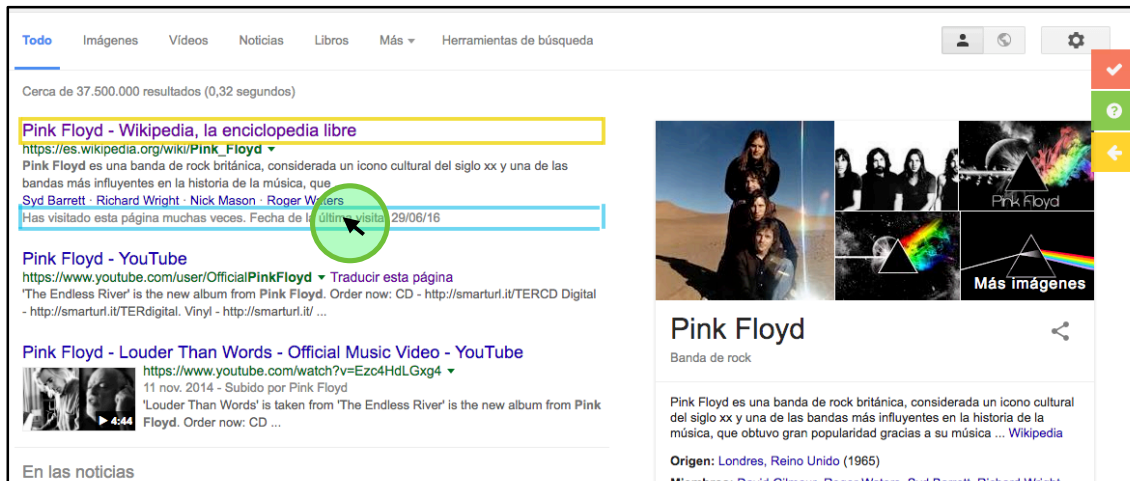 Todo Imágenes Vídeos Noticias Libros Más Herramientas de búsqueda
Cerca de 37.500.000 resultados (0,32 segundos)
Pink Floyd - Wikipedia, la enciclopedia libre
https://es.wikipedia.org/wiki/Pink_Floyd
Pink Floyd es una banda de rock británica, considerada un icono cultural del siglo xx y una de las
bandas más influyentes en la historia de la música, que
Syd Barrett · Richard Wright · Nick Mason · Roger Waters
Has visitado esta página muchas veces. Fecha de la última visita: 29/06/16
Pink Floyd - YouTube
https://www.youtube.com/user/OfficialPinkFloyd Traducir esta página
'The Endless River' is the new album from Pink Floyd. Order now: CD - http://smarturl.it/TERCD Digital
- http://smarturl.it/TERdigital. Vinyl - http://smarturl.it/ ...
Pink Floyd - Louder Than Words - Official Music Video - YouTube
https://www.youtube.com/watch?v=Ezc4HdLGxg4
11 nov. 2014 - Subido por Pink Floyd
'Louder Than Words' is taken from 'The Endless River' is the new album from Pink
Floyd. Order now: CD ...
4:44
En las noticias
Pink Floyd
Más imágenes
Pink Floyd
Banda de rock
Pink Floyd es una banda de rock británica, considerada un icono cultural
del siglo xx y una de las bandas más influyentes en la historia de la
música, que obtuvo gran popularidad gracias a su música ... Wikipedia
Origen: Londres, Reino Unido (1965)
Miembros: David Gilmour, Roger Waters, Syd Barrett, Richard Wright